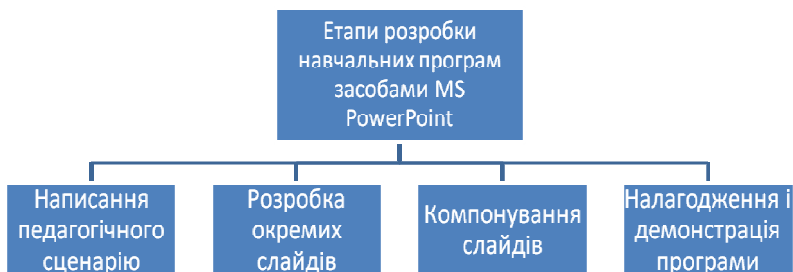 Етапи розробки
навчальних програм
засобами MS
PowerPoint
Написання
педагогічного
сценарію
Розробка
окремих
слайдів
Компонування
слайдів
Налагодження і
демонстрація
програми